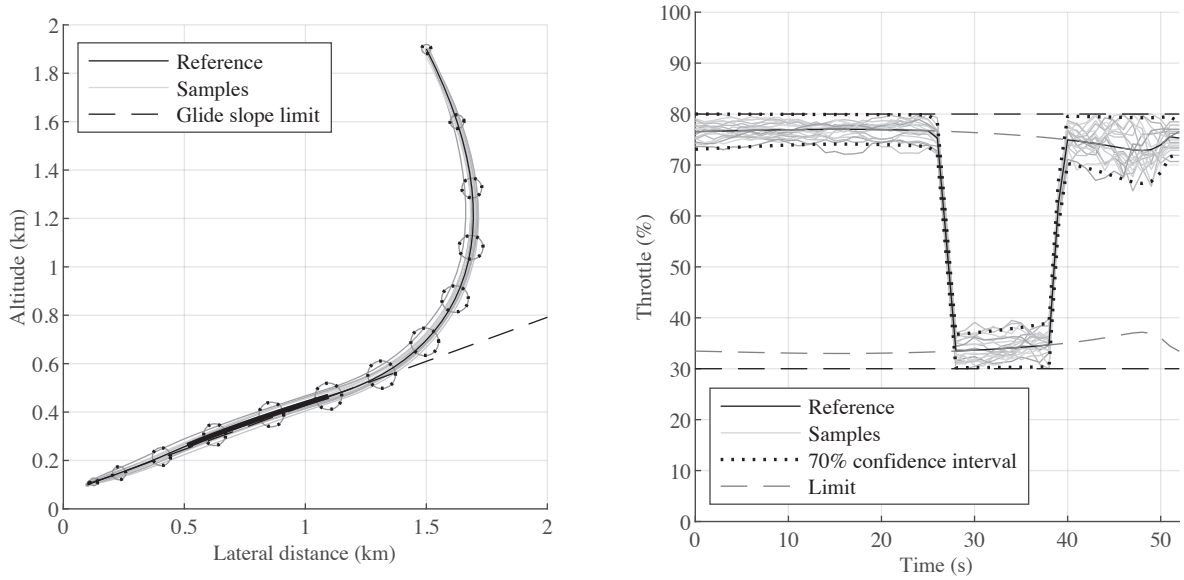 2
1.8
1.6
1.4
1.2
1
0.8
0.6
0.4
0.2
0
Altitude (km)
Reference
Samples
Glide slope limit
0 0.5 1 1.5 2
Lateral distance (km)
100
90
80
70
60
50
40
30
20
10
0
Throttle (%)
Reference
Samples
70% confidence interval
Limit
0 10 20 30 40 50
Time (s)